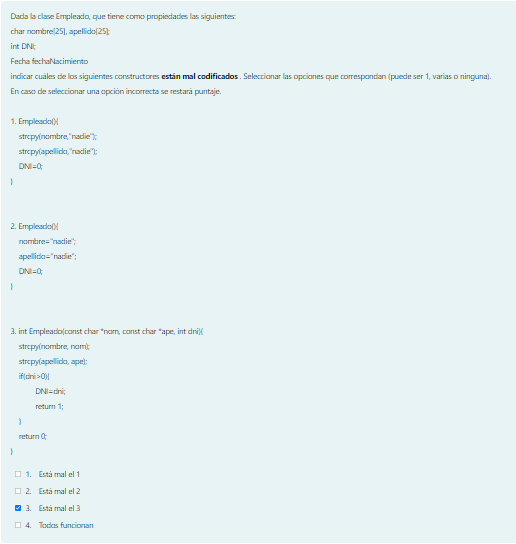 Dada la clase Empleado, que tiene como propiedades las siguientes:
char nombre[25], apellido[25];
int DNI;
Fecha fechaNacimiento
indicar cuáles de los siguientes constructores están mal codificados . Seleccionar las opciones que correspondan (puede ser 1, varias o ninguna).
En caso de seleccionar una opción incorrecta se restará puntaje.
1. Empleado(){
strcpy(nombre,"nadie");
strcpy(apellido,"nadie");
DNI=0;
}
2. Empleado(){
nombre="nadie";
apellido="nadie";
DNI=0;
}
3. int Empleado(const char *nom, const char *ape, int dni){
strcpy(nombre, nom);
strcpy(apellido, ape);
if(dni>0){
DNI=dni;
return 1;
}
return 0;
}
1. Está mal el 1
2. Está mal el 2
3. Está mal el 3
4. Todos funcionan